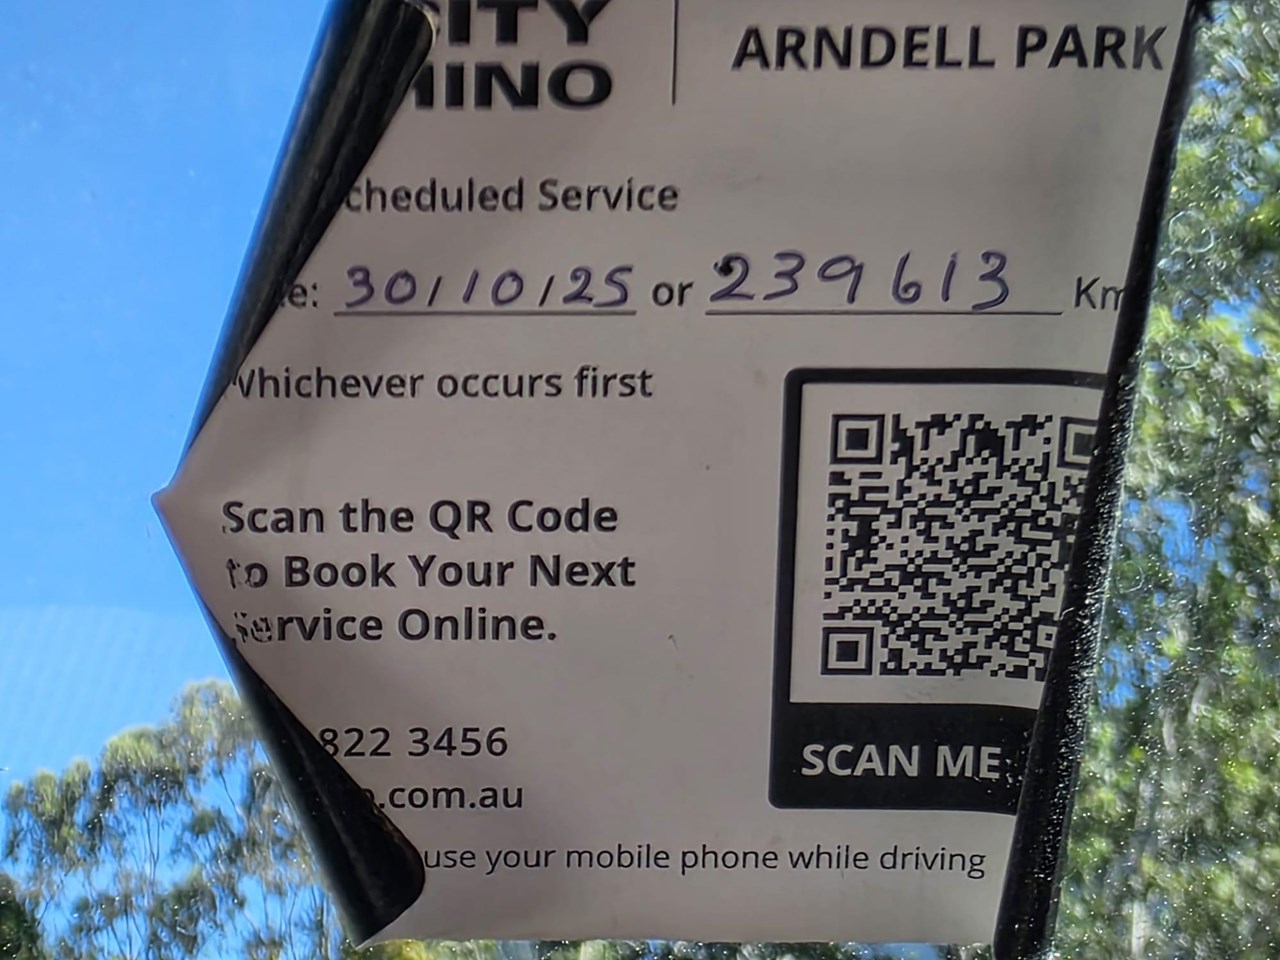 CITY
HINO
ARNDELL PARK
cheduled Service
e: 30/10/25 or 239613 Km
Whichever occurs first
Scan the QR Code
to Book Your Next
Service Online.
822 3456
.com.au
use your mobile phone while driving
SCAN ME